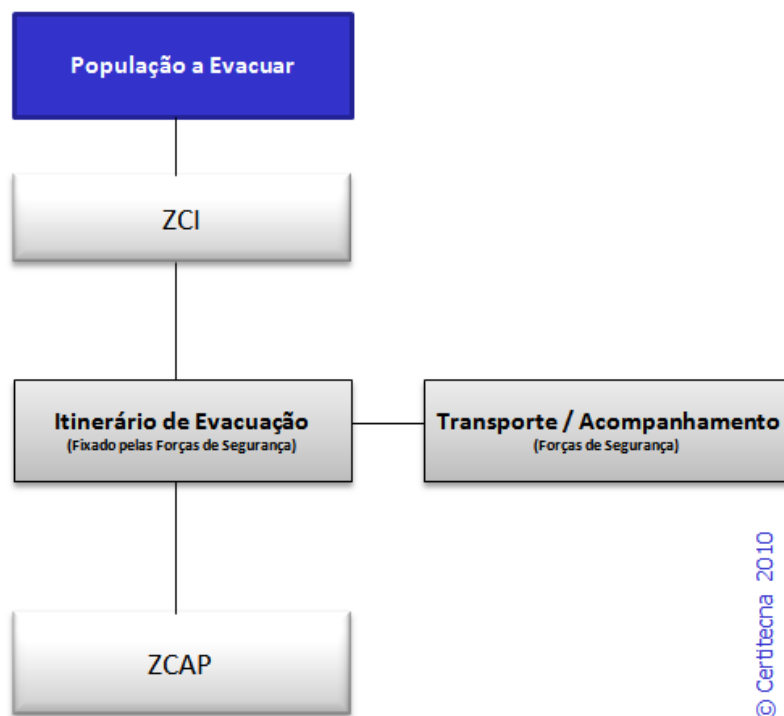 População a Evacuar
ZCI
Itinerário de Evacuação
(Fixado pelas Forças de Segurança)
Transporte / Acompanhamento
(Forças de Segurança)
ZCAP
© Certitecna 2010